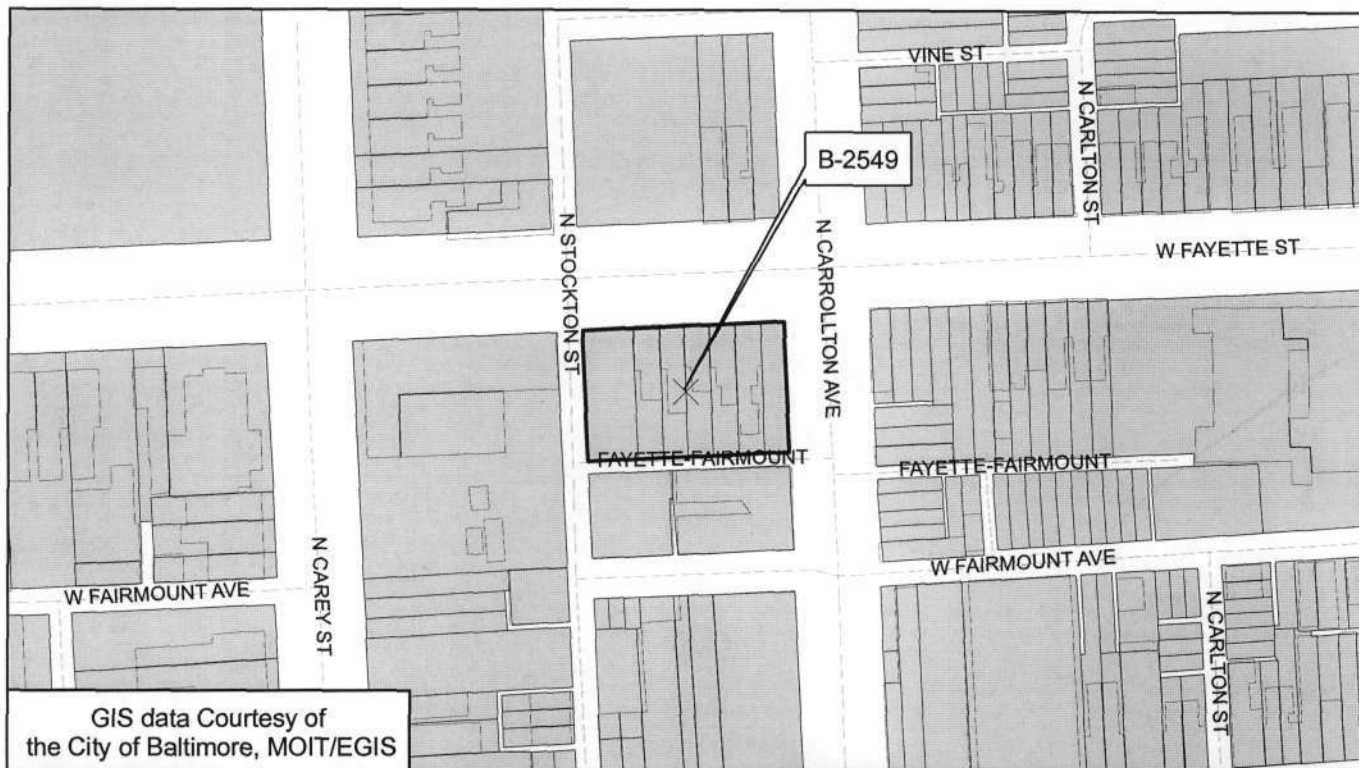 VINE ST
N CARLTON ST
B-2549
N STOCKTON ST
N CARROLLTON AVE
W FAYETTE ST
FAYETTE-FAIRMOUNT
FAYETTE-FAIRMOUNT
W FAIRMOUNT AVE
W FAIRMOUNT AVE
N CAREY ST
N CARLTON ST
GIS data Courtesy of
the City of Baltimore, MOIT/EGIS